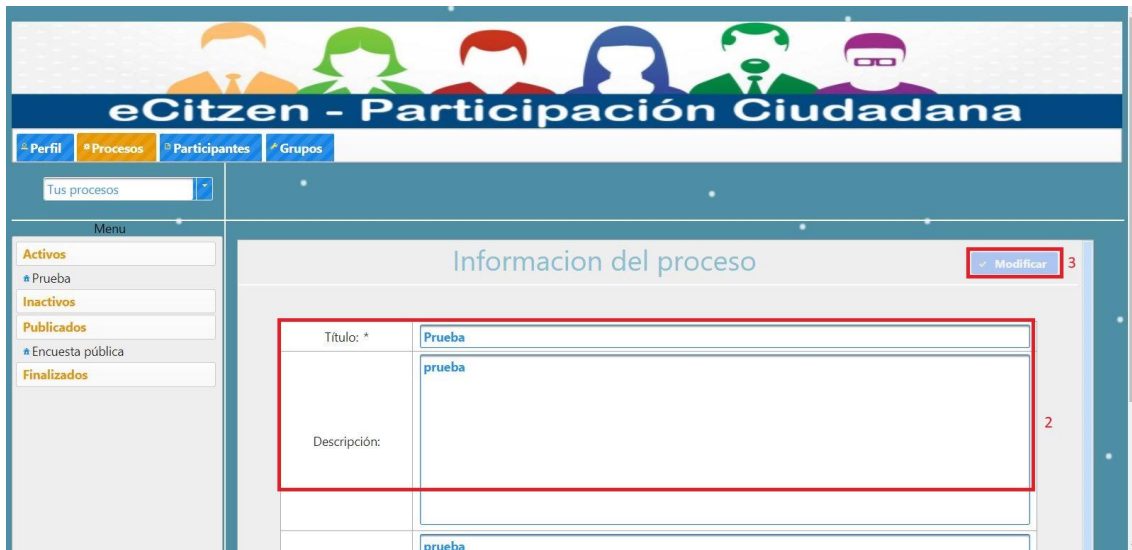 eCitzen - Participación Ciudadana
Perfil Procesos Participantes Grupos
Tus procesos
Menu
Activos
Prueba
Inactivos
Publicados
Encuesta pública
Finalizados
Informacion del proceso
Modificar 3
Título: * Prueba
Descripción: prueba
2
prueba